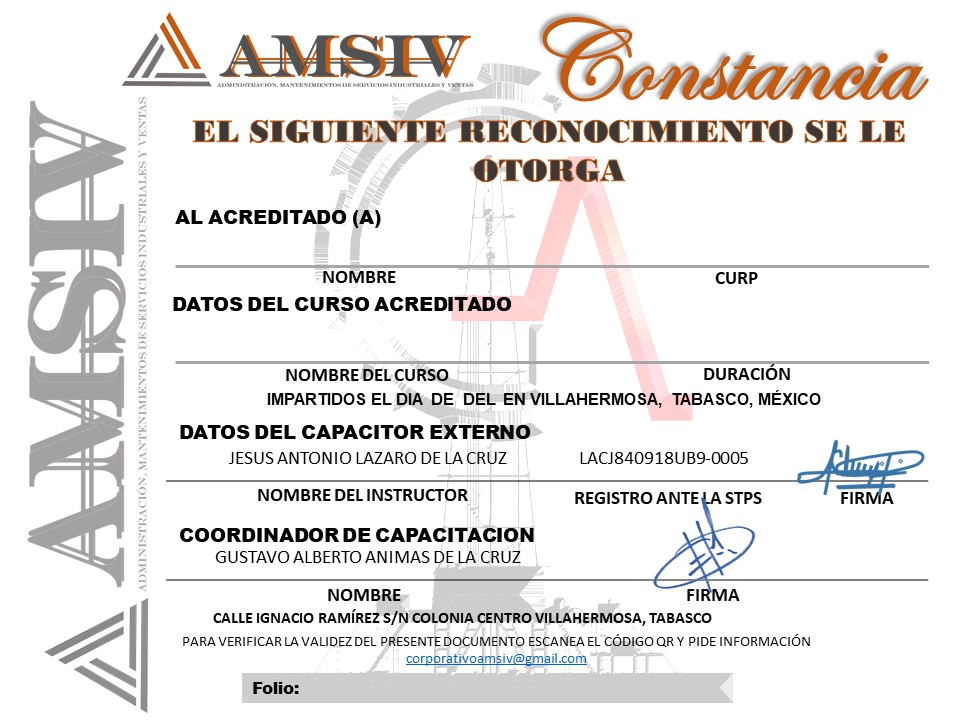 AMSIV
ADMINISTRACIÓN, MANTENIMIENTOS DE SERVICIOS INDUSTRIALES Y VENTAS
Constancia
EL SIGUIENTE RECONOCIMIENTO SE LE
OTORGA
AL ACREDITADO (A)
NOMBRE CURP
DATOS DEL CURSO ACREDITADO
NOMBRE DEL CURSO DURACIÓN
IMPARTIDOS EL DIA DE DEL EN VILLAHERMOSA, TABASCO, MÉXICO
DATOS DEL CAPACITOR EXTERNO
JESUS ANTONIO LAZARO DE LA CRUZ LACJ840918UB9-0005
NOMBRE DEL INSTRUCTOR REGISTRO ANTE LA STPS FIRMA
COORDINADOR DE CAPACITACION
GUSTAVO ALBERTO ANIMAS DE LA CRUZ
NOMBRE FIRMA
CALLE IGNACIO RAMÍREZ S/N COLONIA CENTRO VILLAHERMOSA, TABASCO
PARA VERIFICAR LA VALIDEZ DEL PRESENTE DOCUMENTO ESCANEA EL CÓDIGO QR Y PIDE INFORMACIÓN
corporativoamsiv@gmail.com
Folio:
AMSIV
ADMINISTRACIÓN, MANTENIMIENTOS DE SERVICIOS INDUSTRIALES Y VENTAS